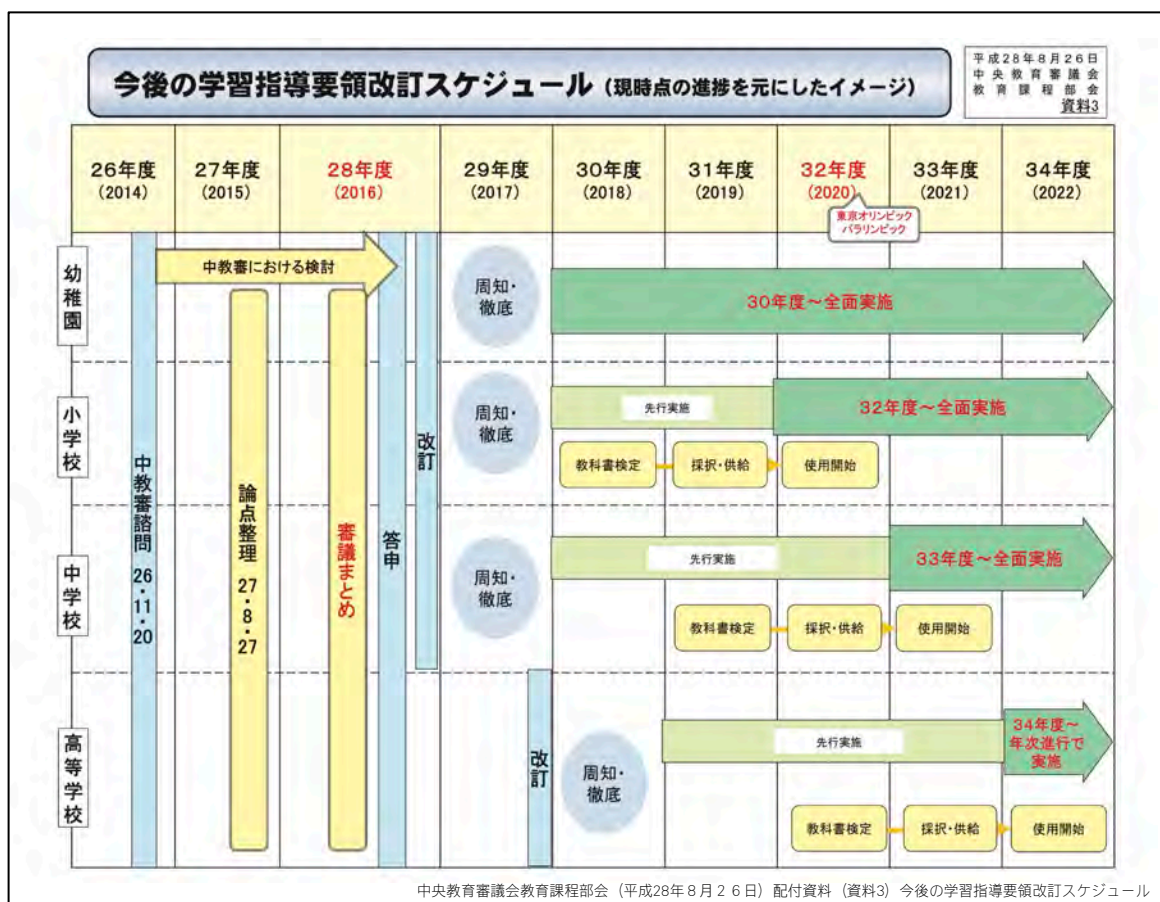 今後の学習指導要領改訂スケジュール（現時点の進捗を元にしたイメージ）
平成28年8月26日
中央教育審議会
教育課程部会
資料3
26年度
（2014）
27年度
（2015）
28年度
（2016）
29年度
（2017）
30年度
（2018）
31年度
（2019）
32年度
（2020）
33年度
（2021）
34年度
（2022）
東京オリンピック
パラリンピック
幼稚園
中教審における検討
周知・
徹底
30年度～全面実施
小学校
周知・
徹底
先行実施
32年度～全面実施
教科書検定
採択・供給
使用開始
中教審諮問 26・11・20
論点整理 27・8・27
審議まとめ
答申
改訂
中学校
周知・
徹底
先行実施
33年度～全面実施
教科書検定
採択・供給
使用開始
高等学校
改訂
周知・
徹底
先行実施
34年度～
年次進行で
実施
教科書検定
採択・供給
使用開始
中央教育審議会教育課程部会（平成28年８月２６日）配付資料（資料3）今後の学習指導要領改訂スケジュール